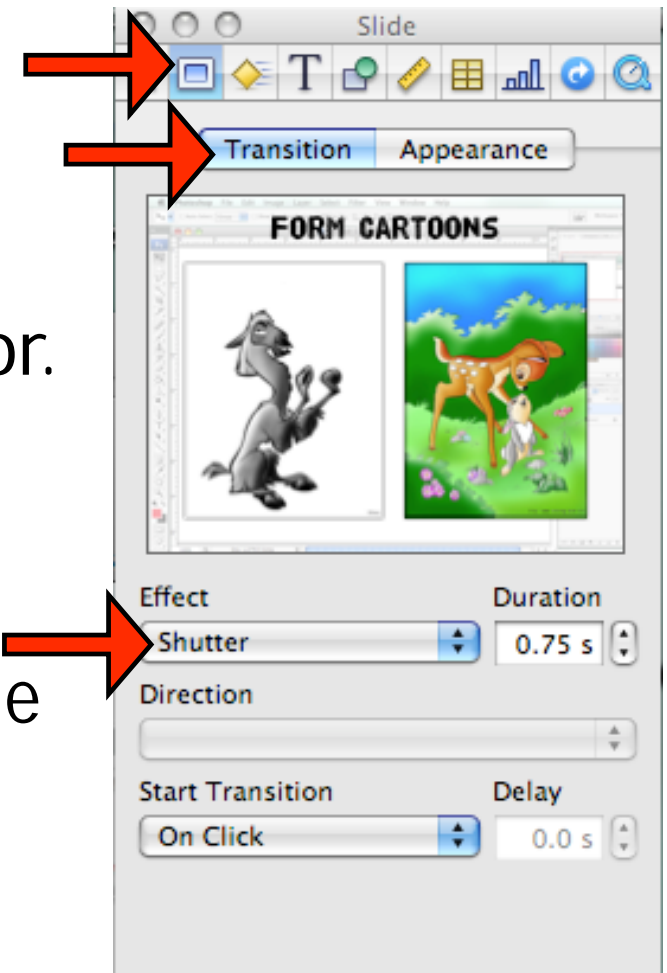 Slide
T
Transition Appearance
FORM CARTOONS
or.
Effect Duration
Shutter 0.75 s
e
Direction
Start Transition Delay
On Click 0.0 s